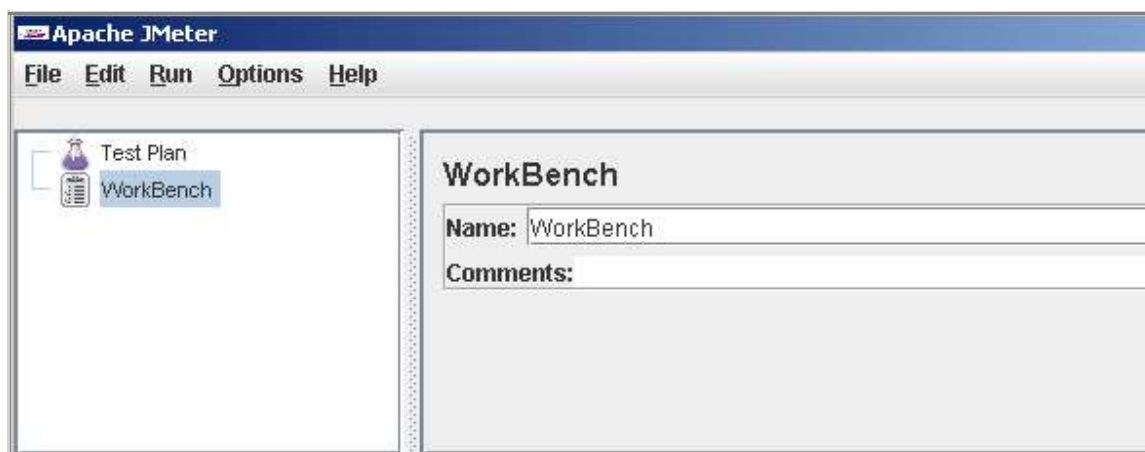 Apache JMeter
File Edit Run Options Help
Test Plan
WorkBench
WorkBench
Name: WorkBench
Comments: